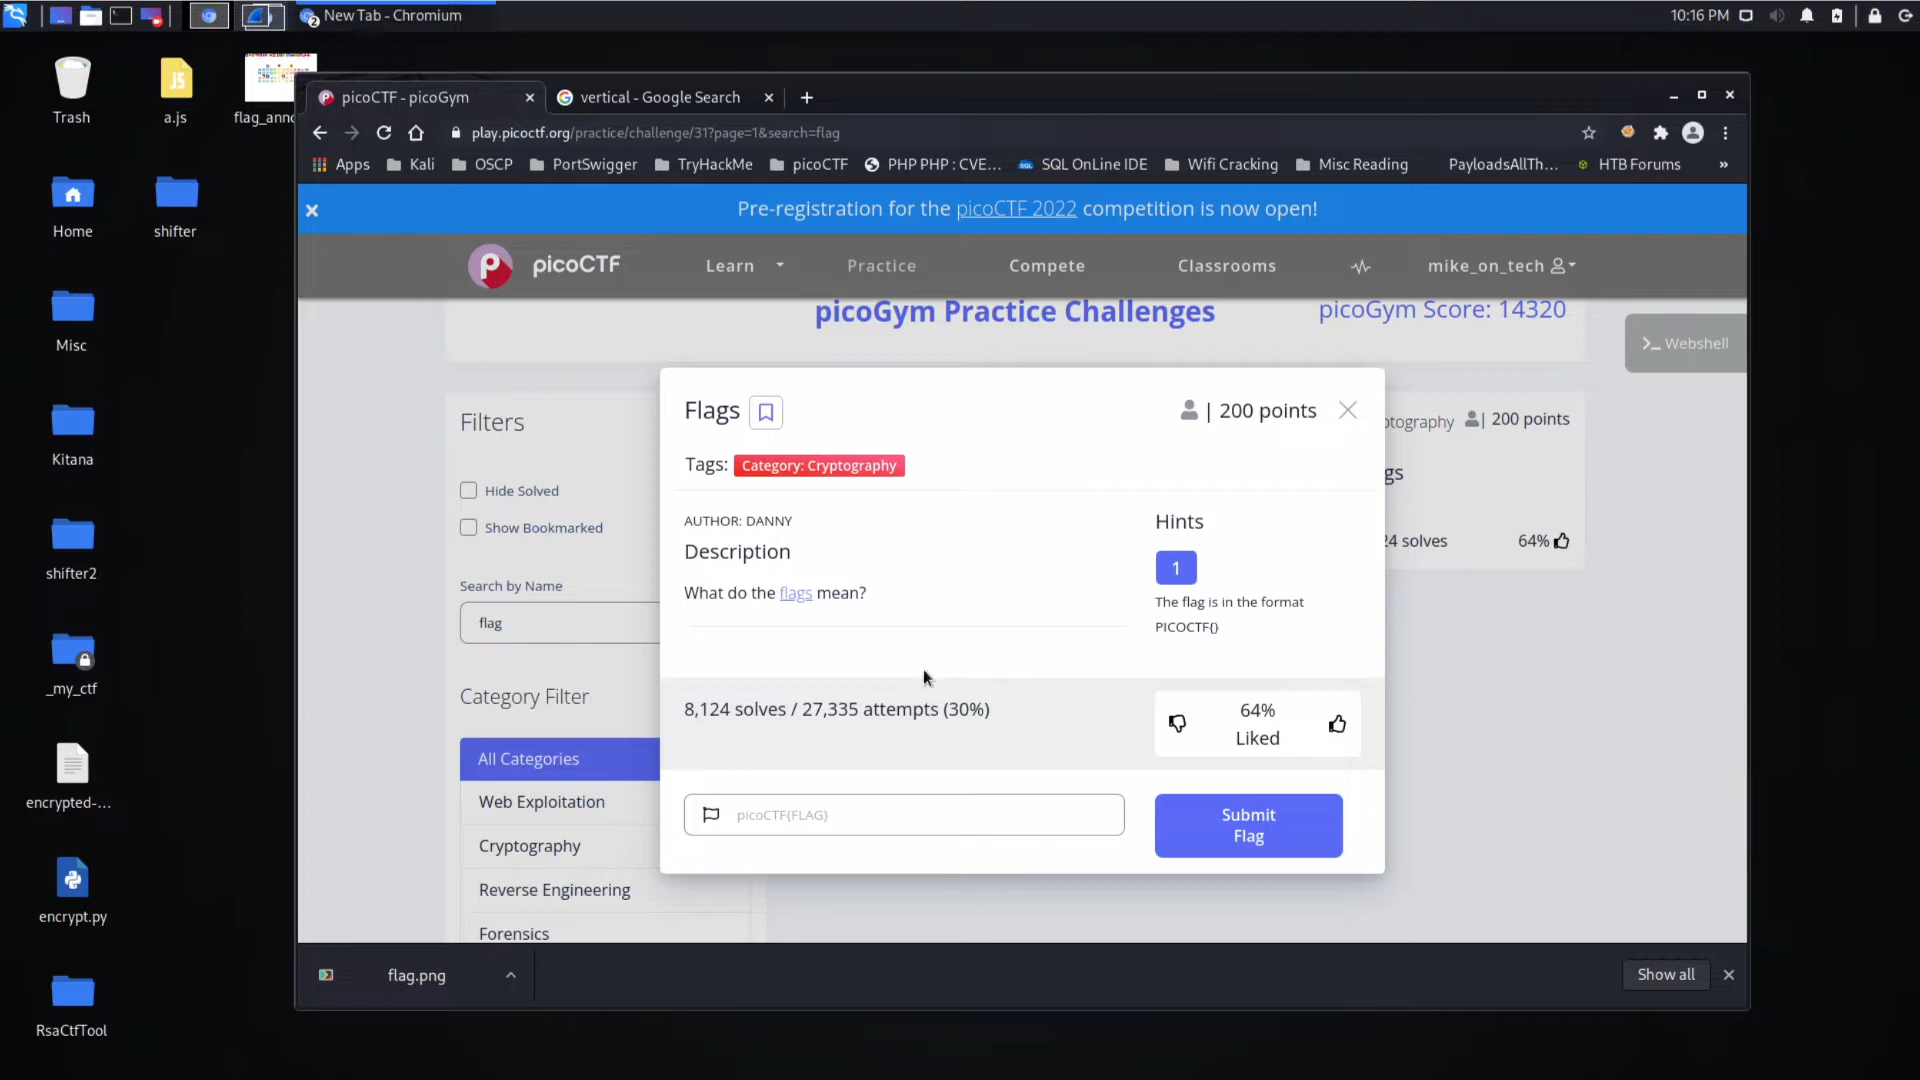 New Tab - Chromium
10:16 PM
Trash
a.js
flag_anno
Home
shifter
Misc
Kitana
shifter2
_my_ctf
encrypted-...
encrypt.py
RsaCtfTool
picoCTF - picoGym
vertical - Google Search
play.picoctf.org/practice/challenge/31?page=1&search=flag
Apps Kali OSCP PortSwigger TryHackMe picoCTF PHP PHP : CVE... SQL OnLine IDE Wifi Cracking Misc Reading PayloadsAllTh... HTB Forums »
Pre-registration for the picoCTF 2022 competition is now open!
picoCTF Learn Practice Compete Classrooms mike_on_tech
picoGym Practice Challenges picoGym Score: 14320
>_ Webshell
Filters
Hide Solved
Show Bookmarked
Search by Name
flag
Category Filter
All Categories
Web Exploitation
Cryptography
Reverse Engineering
Forensics
Flags | 200 points
Tags: Category: Cryptography
AUTHOR: DANNY
Description
What do the flags mean?
Hints
1
The flag is in the format
PICOCTF{}
8,124 solves / 27,335 attempts (30%)
64%
Liked
picoCTF{FLAG}
Submit
Flag
ptography | 200 points
gs
24 solves 64%
flag.png
Show all